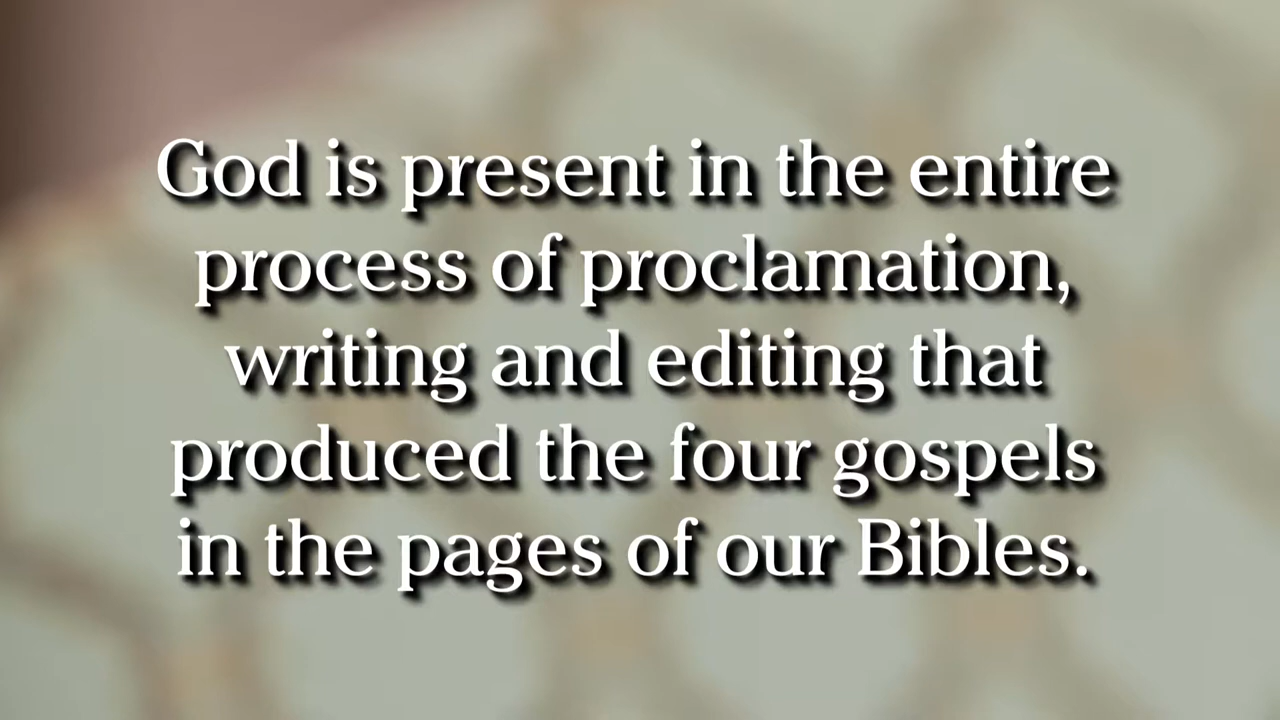 God is present in the entire
process of proclamation,
writing and editing that
produced the four gospels
in the pages of our Bibles.